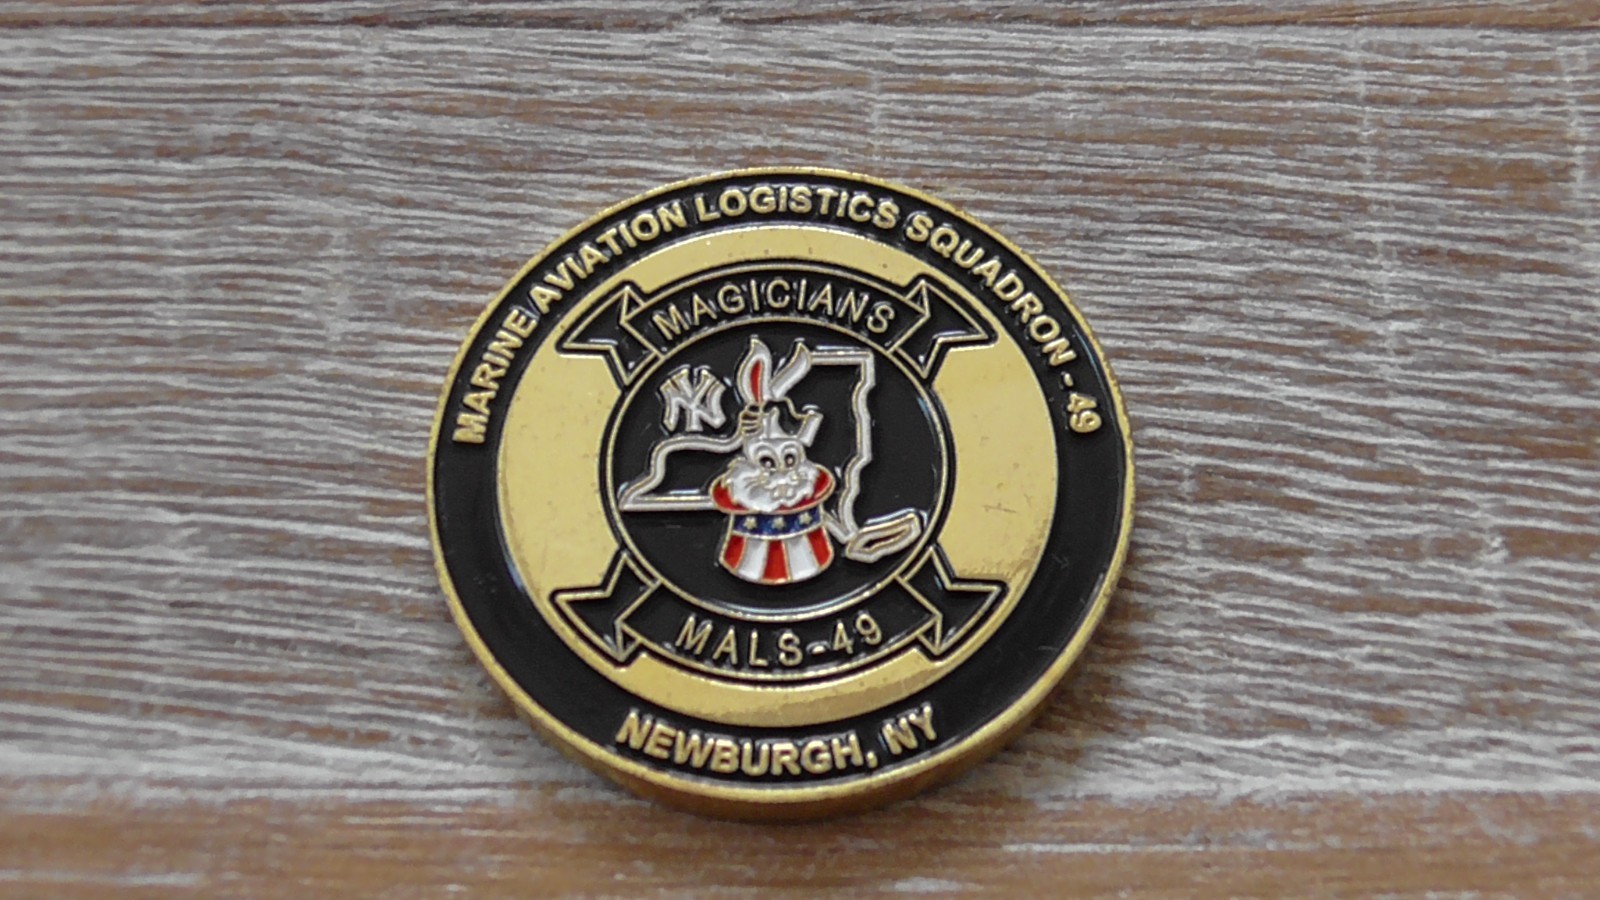 MARINE AVIATION LOGISTICS SQUADRON - 49
MAGICIANS
NY
MALS-49
NEWBURGH, NY